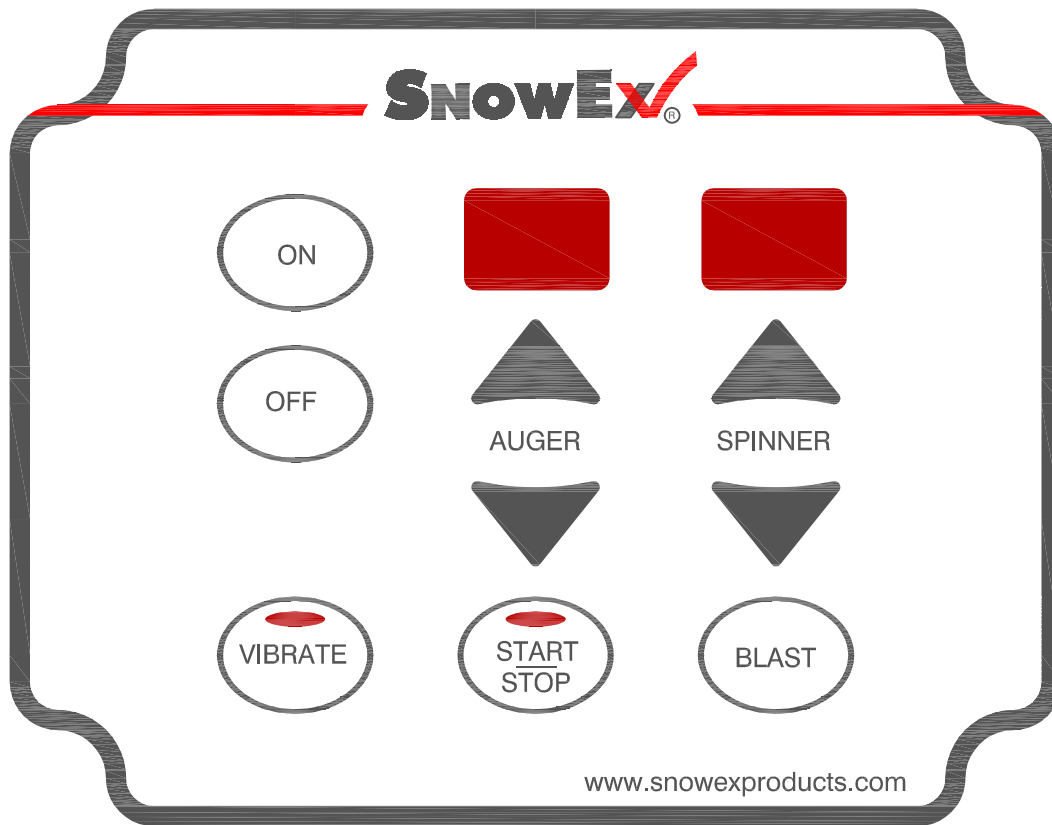 SNOWEX®
ON
OFF
AUGER
SPINNER
VIBRATE
START
STOP
BLAST
www.snowexproducts.com